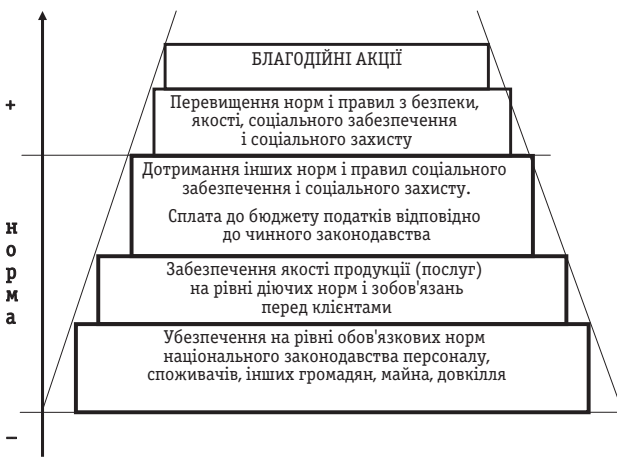 БЛАГОДІЙНІ АКЦІЇ
+
Перевищення норм і правил з безпеки,
якості, соціального забезпечення
і соціального захисту
Дотримання інших норм і правил соціального
забезпечення і соціального захисту.
Сплата до бюджету податків відповідно
до чинного законодавства
норма
Забезпечення якості продукції (послуг)
на рівні діючих норм і зобов'язань
перед клієнтами
Убезпечення на рівні обов'язкових норм
національного законодавства персоналу,
споживачів, інших громадян, майна, довкілля
–